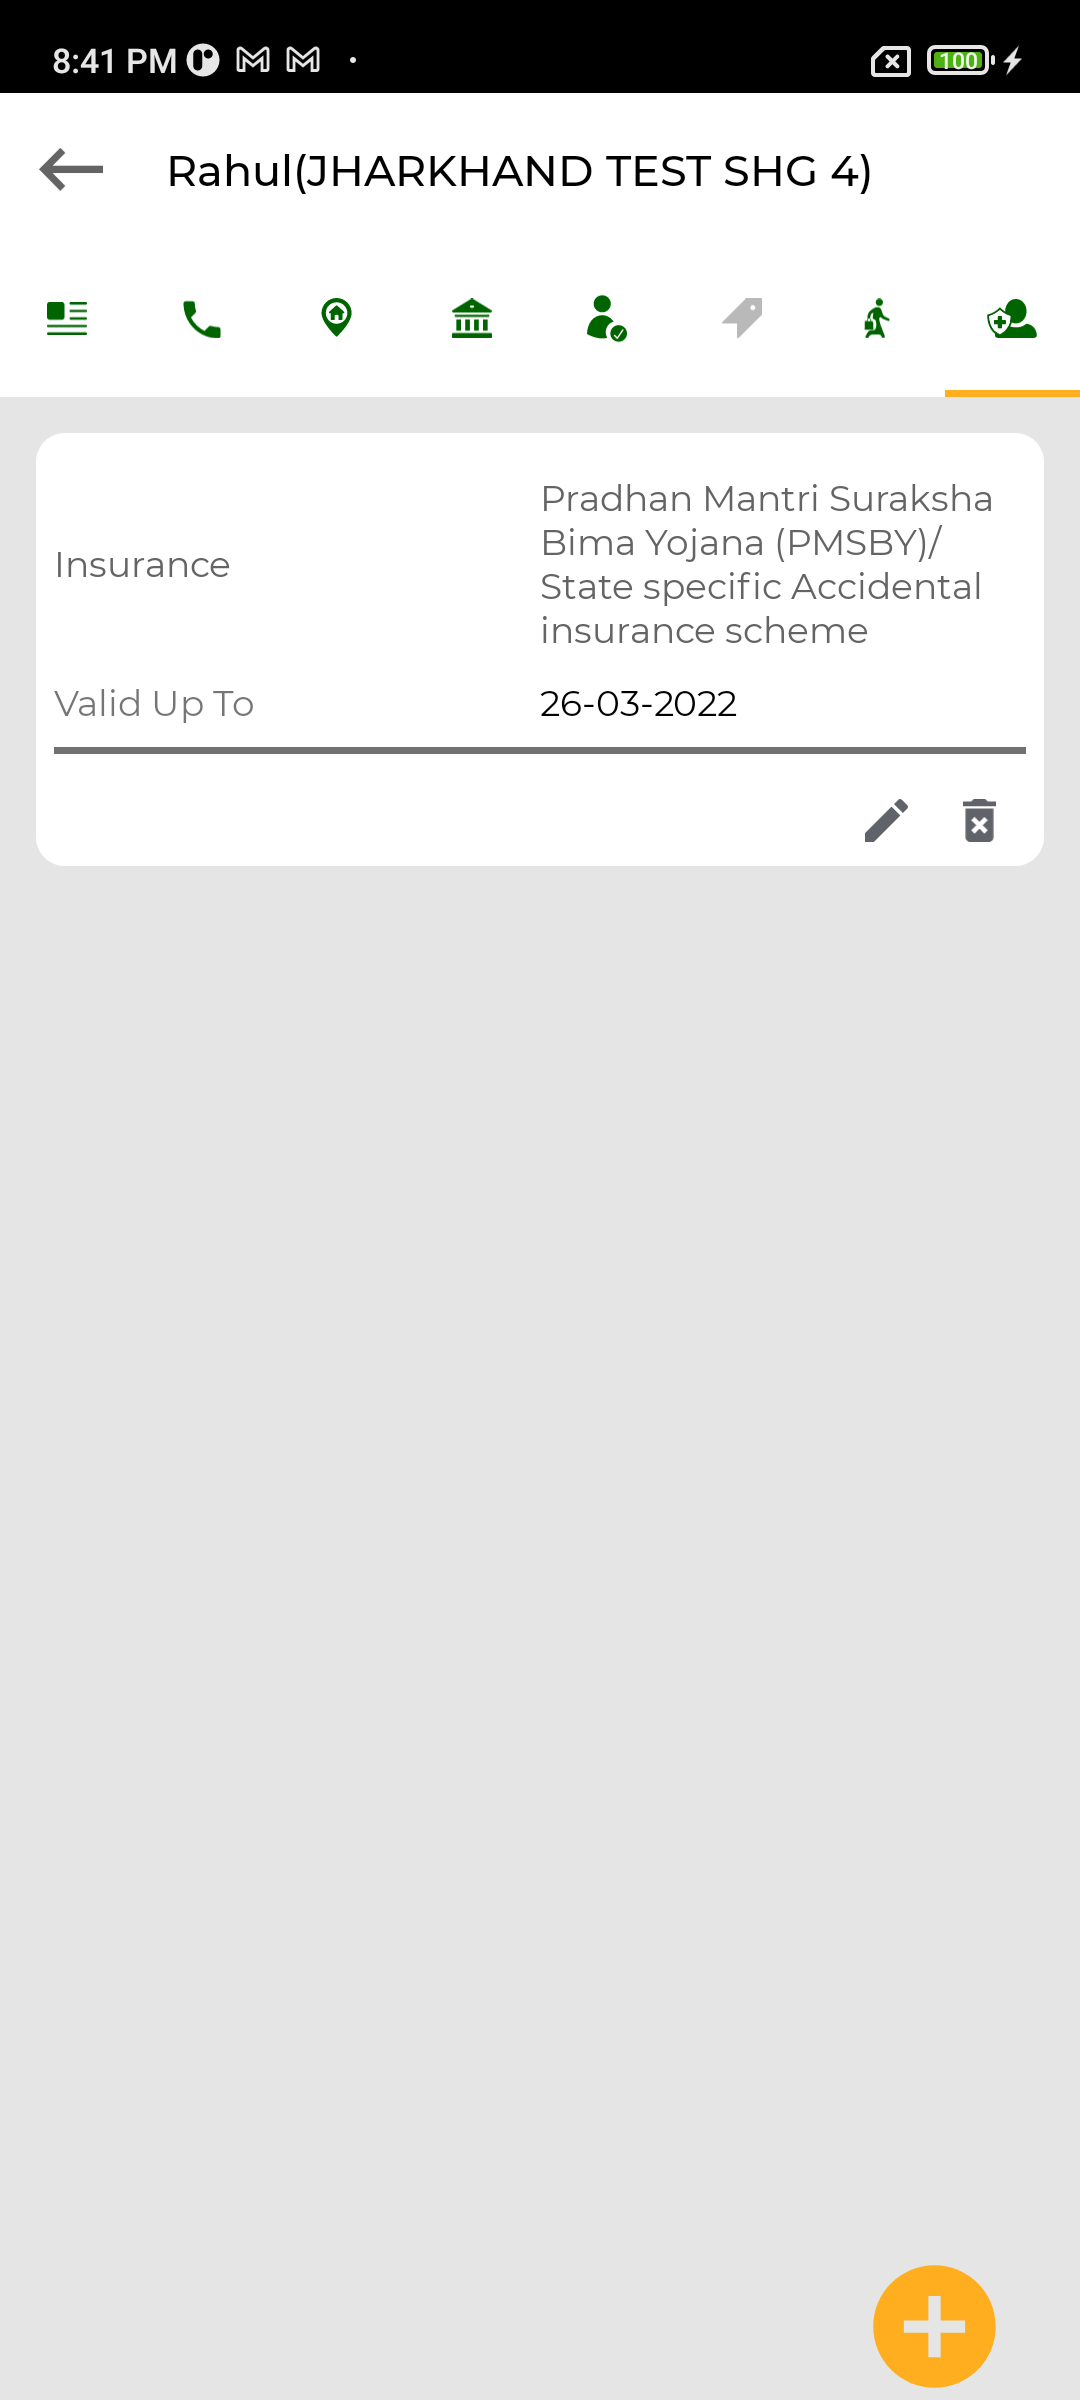 8:41 PM
100
Rahul(JHARKHAND TEST SHG 4)
Insurance
Pradhan Mantri Suraksha
Bima Yojana (PMSBY)/
State specific Accidental
insurance scheme
Valid Up To
26-03-2022